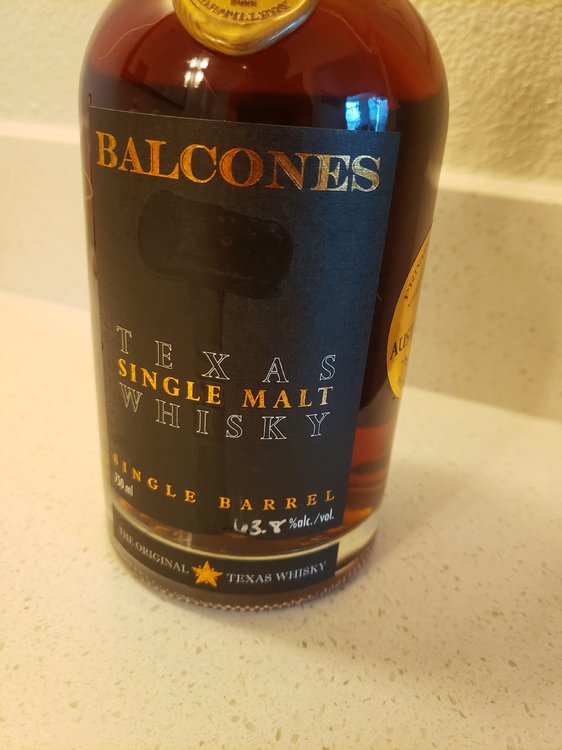 BALCONES
TEXAS
SINGLE MALT
WHISKY
SINGLE BARREL
750 ml
63.8 %alc./vol.
THE ORIGINAL TEXAS WHISKY